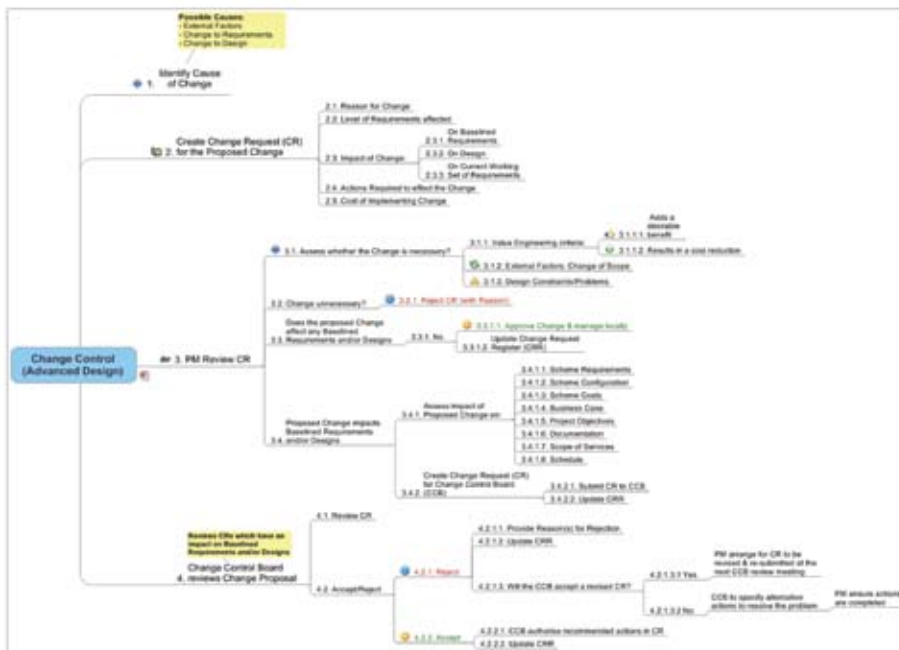 Possible Causes:
- External Factors
- Change to Requirements
- Change to Design
1. Identify Cause
of Change
Create Change Request (CR)
2. for the Proposed Change
2.1. Reason for Change
2.2. Level of Requirements affected
2.3. Impact of Change
On Baselined
2.3.1. Requirements
2.3.2. On Design
On Current Working
2.3.3. Set of Requirements
2.4. Actions Required to effect the Change
2.5. Cost of Implementing Change
Change Control
(Advanced Design)
3. PM Review CR
3.1. Assess whether the Change is necessary?
3.1.1. Value Engineering criteria
Adds a
desirable
3.1.1.1. benefit
3.1.1.2. Results in a cost reduction
3.1.2. External Factors: Change of Scope
3.1.3. Design Constraints/Problems
3.2. Change unnecessary?
3.2.1. Reject CR (with Reason)
Does the proposed Change
effect any Baselined
3.3. Requirements and/or Designs
3.3.1. No
3.3.1.1. Approve Change & manage locally
Update Change Request
3.3.1.2. Register (CRR)
Proposed Change impacts
Baselined Requirements
3.4. and/or Designs
Assess Impact of
3.4.1. Proposed Change on:
3.4.1.1. Scheme Requirements
3.4.1.2. Scheme Configuration
3.4.1.3. Scheme Costs
3.4.1.4. Business Case
3.4.1.5. Project Objectives
3.4.1.6. Documentation
3.4.1.7. Scope of Services
3.4.1.8. Schedule
Create Change Request (CR)
for Change Control Board
3.4.2. (CCB)
3.4.2.1. Submit CR to CCB
3.4.2.2. Update CRR
Reviews CRs which have an
impact on Baselined
Requirements and/or Designs
Change Control Board
4. reviews Change Proposal
4.1. Review CR
4.2. Accept/Reject
4.2.1. Reject
4.2.1.1. Provide Reason(s) for Rejection
4.2.1.2. Update CRR
4.2.1.3. Will the CCB accept a revised CR?
4.2.1.3.1 Yes
PM arrange for CR to be
revised & re-submitted at the
next CCB review meeting
4.2.1.3.2 No
CCB to specify alternative
actions to resolve the problem
PM ensure actions
are completed
4.2.2. Accept
4.2.2.1. CCB authorise recommended actions in CR
4.2.2.2. Update CRR